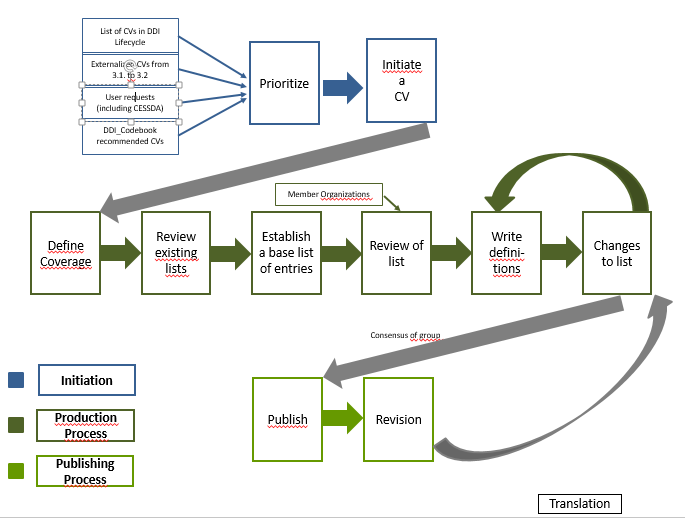 List of CVs in DDI
Lifecycle
Externalized CVs from
3.1. to 3.2
User requests
(including CESSDA)
DDI_Codebook
recommended CVs
Prioritize
Initiate
a
CV
Member Organizations
Define
Coverage
Review
existing
lists
Establish
a base list
of entries
Review of
list
Write
defini-
tions
Changes
to list
Consensus of group
Publish
Revision
Initiation
Production
Process
Publishing
Process
Translation